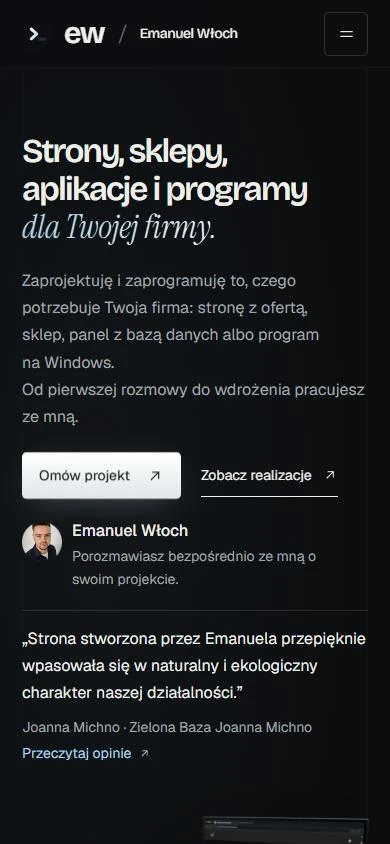 ew / Emanuel Włoch
Strony, sklepy,
aplikacje i programy
dla Twojej firmy.
Zaprojektuję i zaprogramuję to, czego
potrzebuje Twoja firma: stronę z ofertą,
sklep, panel z bazą danych albo program
na Windows.
Od pierwszej rozmowy do wdrożenia pracujesz
ze mną.
Omów projekt ↗
Zobacz realizacje ↗
Emanuel Włoch
Porozmawiasz bezpośrednio ze mną o
swoim projekcie.
„Strona stworzona przez Emanuela przepięknie
wpasowała się w naturalny i ekologiczny
charakter naszej działalności.”
Joanna Michno · Zielona Baza Joanna Michno
Przeczytaj opinie ↗